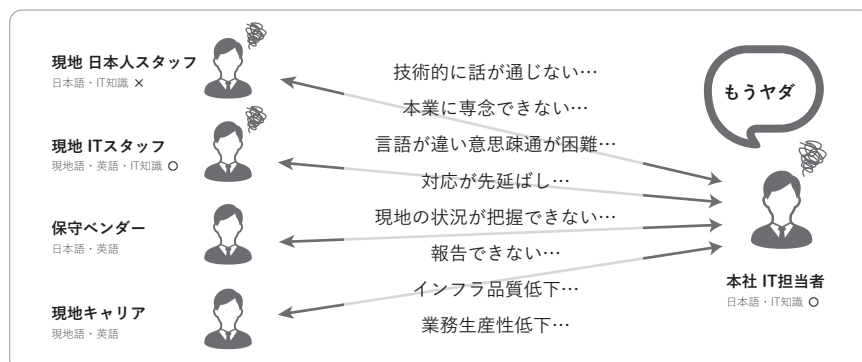 現地 日本人スタッフ
日本語・IT知識 ×
現地 ITスタッフ
現地語・英語・IT知識 〇
保守ベンダー
日本語・英語
現地キャリア
現地語・英語
技術的に話が通じない…
本業に専念できない…
言語が違い意思疎通が困難…
対応が先延ばし…
現地の状況が把握できない…
報告できない…
インフラ品質低下…
業務生産性低下…
もうヤダ
本社 IT担当者
日本語・IT知識 〇